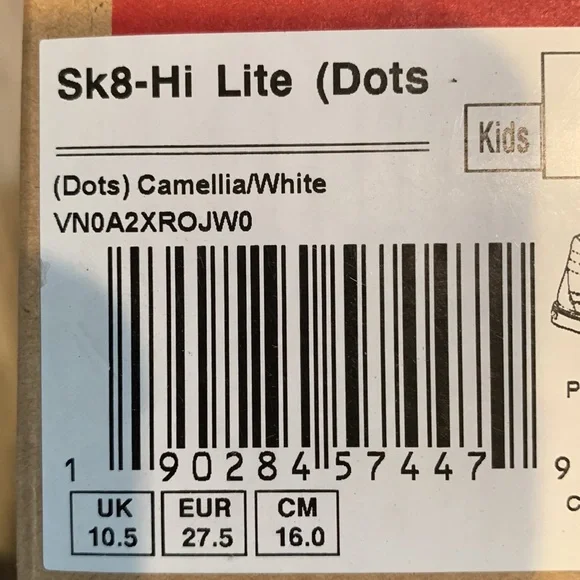 Sk8-Hi Lite (Dots
Kids
(Dots) Camellia/White
VN0A2XROJW0
1 90284 57447 9
UK EUR CM
10.5 27.5 16.0
P
C